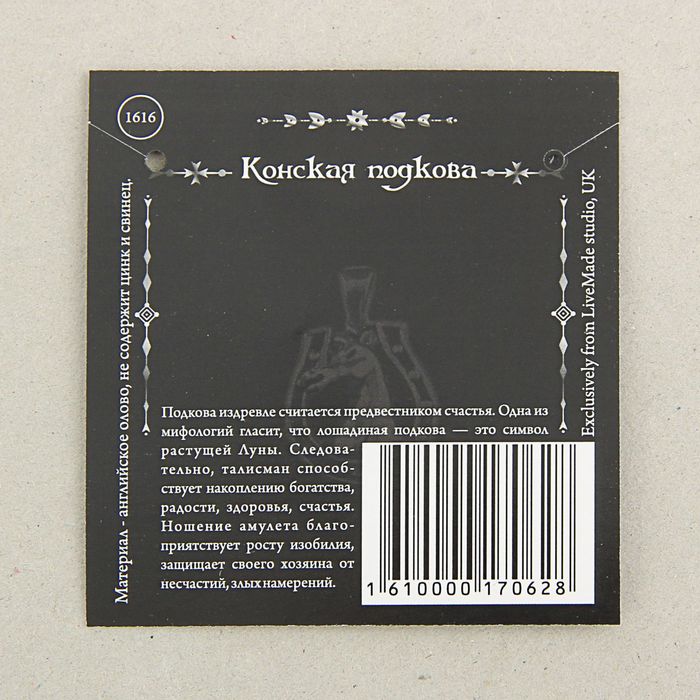 1616
Конская подкова
Материал - английское олово, не содержит цинк и свинец.
Exclusively from LiveMade studio, UK
Подкова издревле считается предвестником счастья. Одна из
мифологий гласит, что лошадиная подкова — это символ
растущей Луны. Следова-
тельно, талисман способ-
ствует накоплению богатства,
радости, здоровья, счастья.
Ношение амулета благо-
приятствует росту изобилия,
защищает своего хозяина от
несчастий, злых намерений.
1 610000 170628